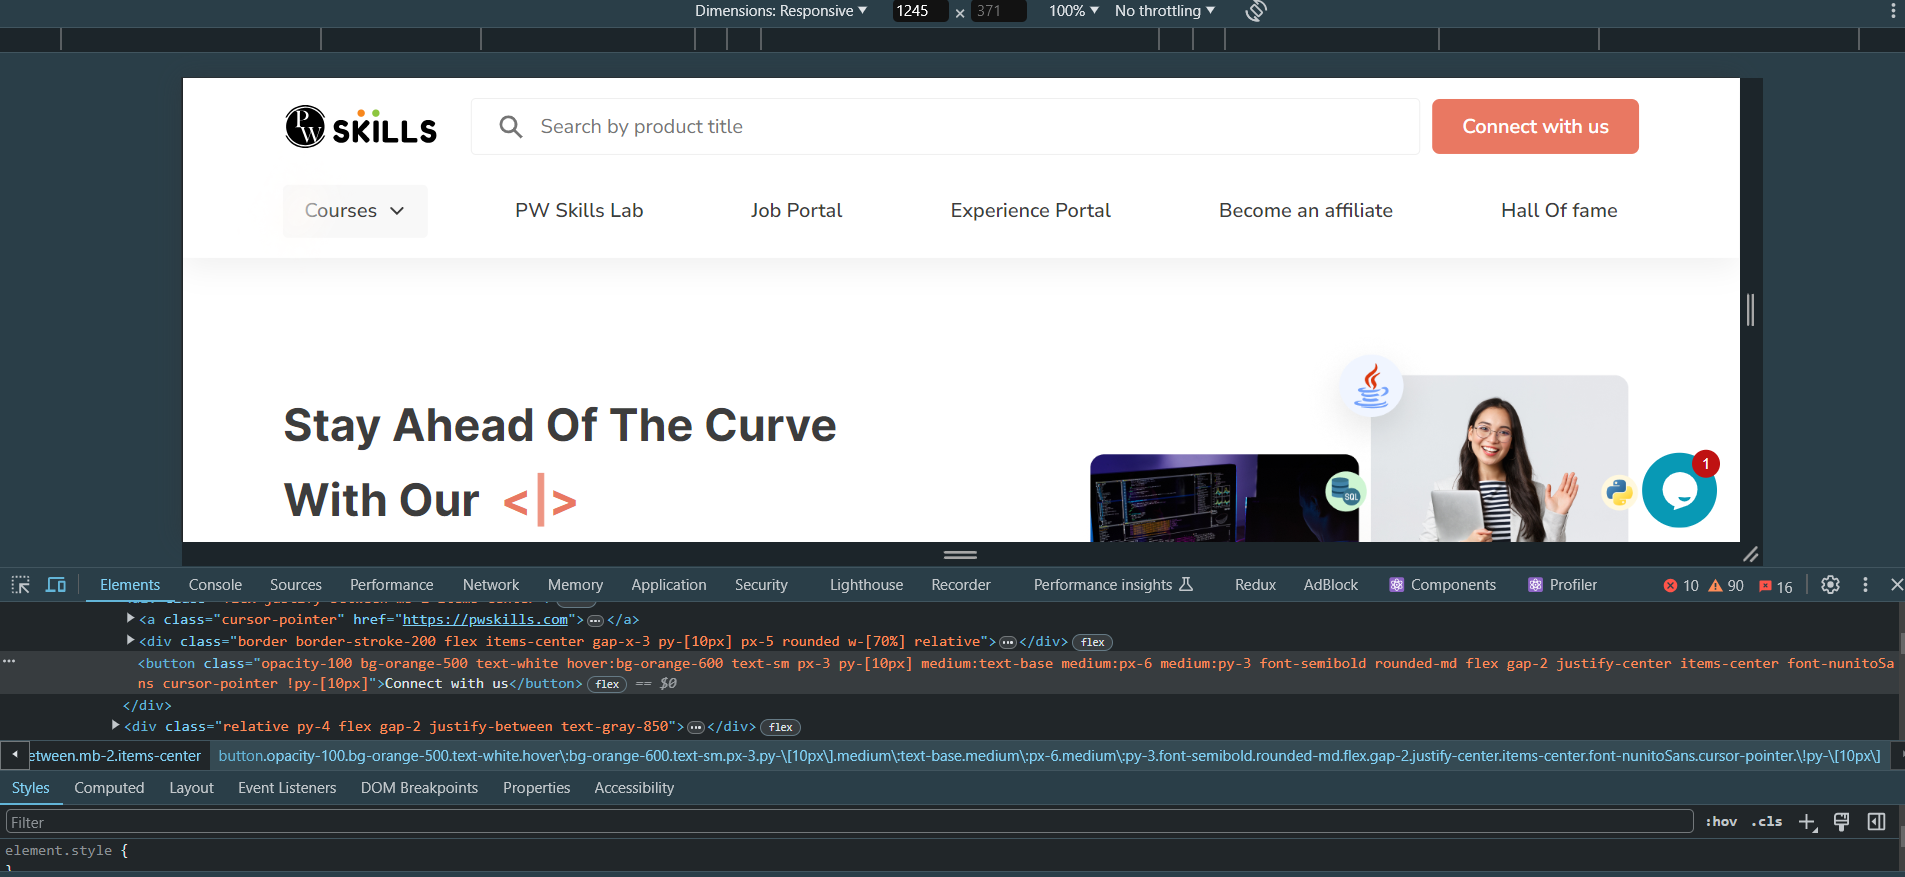 Dimensions: Responsive ▼ 1245 × 371 100% ▼ No throttling ▼
PW SKILLS Search by product title Connect with us
Courses PW Skills Lab Job Portal Experience Portal Become an affiliate Hall Of fame
Stay Ahead Of The Curve
With Our <|>
SQL
1
Elements Console Sources Performance Network Memory Application Security Lighthouse Recorder Performance insights Redux AdBlock Components Profiler 10 90 16
<a class="cursor-pointer" href="https://pwskills.com">…</a>
<div class="border border-stroke-200 flex items-center gap-x-3 py-[10px] px-5 rounded w-[70%] relative">…</div> flex
<button class="opacity-100 bg-orange-500 text-white hover:bg-orange-600 text-sm px-3 py-[10px] medium:text-base medium:px-6 medium:py-3 font-semibold rounded-md flex gap-2 justify-center items-center font-nunitoSa
ns cursor-pointer !py-[10px]">Connect with us</button> flex == $0
</div>
<div class="relative py-4 flex gap-2 justify-between text-gray-850">…</div> flex
etween.mb-2.items-center button.opacity-100.bg-orange-500.text-white.hover\:bg-orange-600.text-sm.px-3.py-\[10px\].medium\:text-base.medium\:px-6.medium\:py-3.font-semibold.rounded-md.flex.gap-2.justify-center.items-center.font-nunitoSans.cursor-pointer.\!py-\[10px\]
Styles Computed Layout Event Listeners DOM Breakpoints Properties Accessibility
Filter :hov .cls
element.style {
}